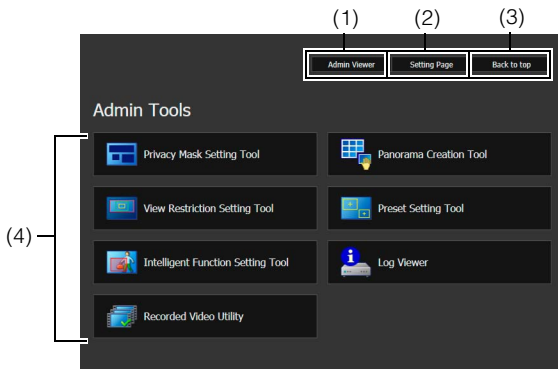 (1) (2) (3)
Admin Viewer Setting Page Back to top
Admin Tools
Privacy Mask Setting Tool Panorama Creation Tool
View Restriction Setting Tool Preset Setting Tool
(4)
Intelligent Function Setting Tool Log Viewer
Recorded Video Utility